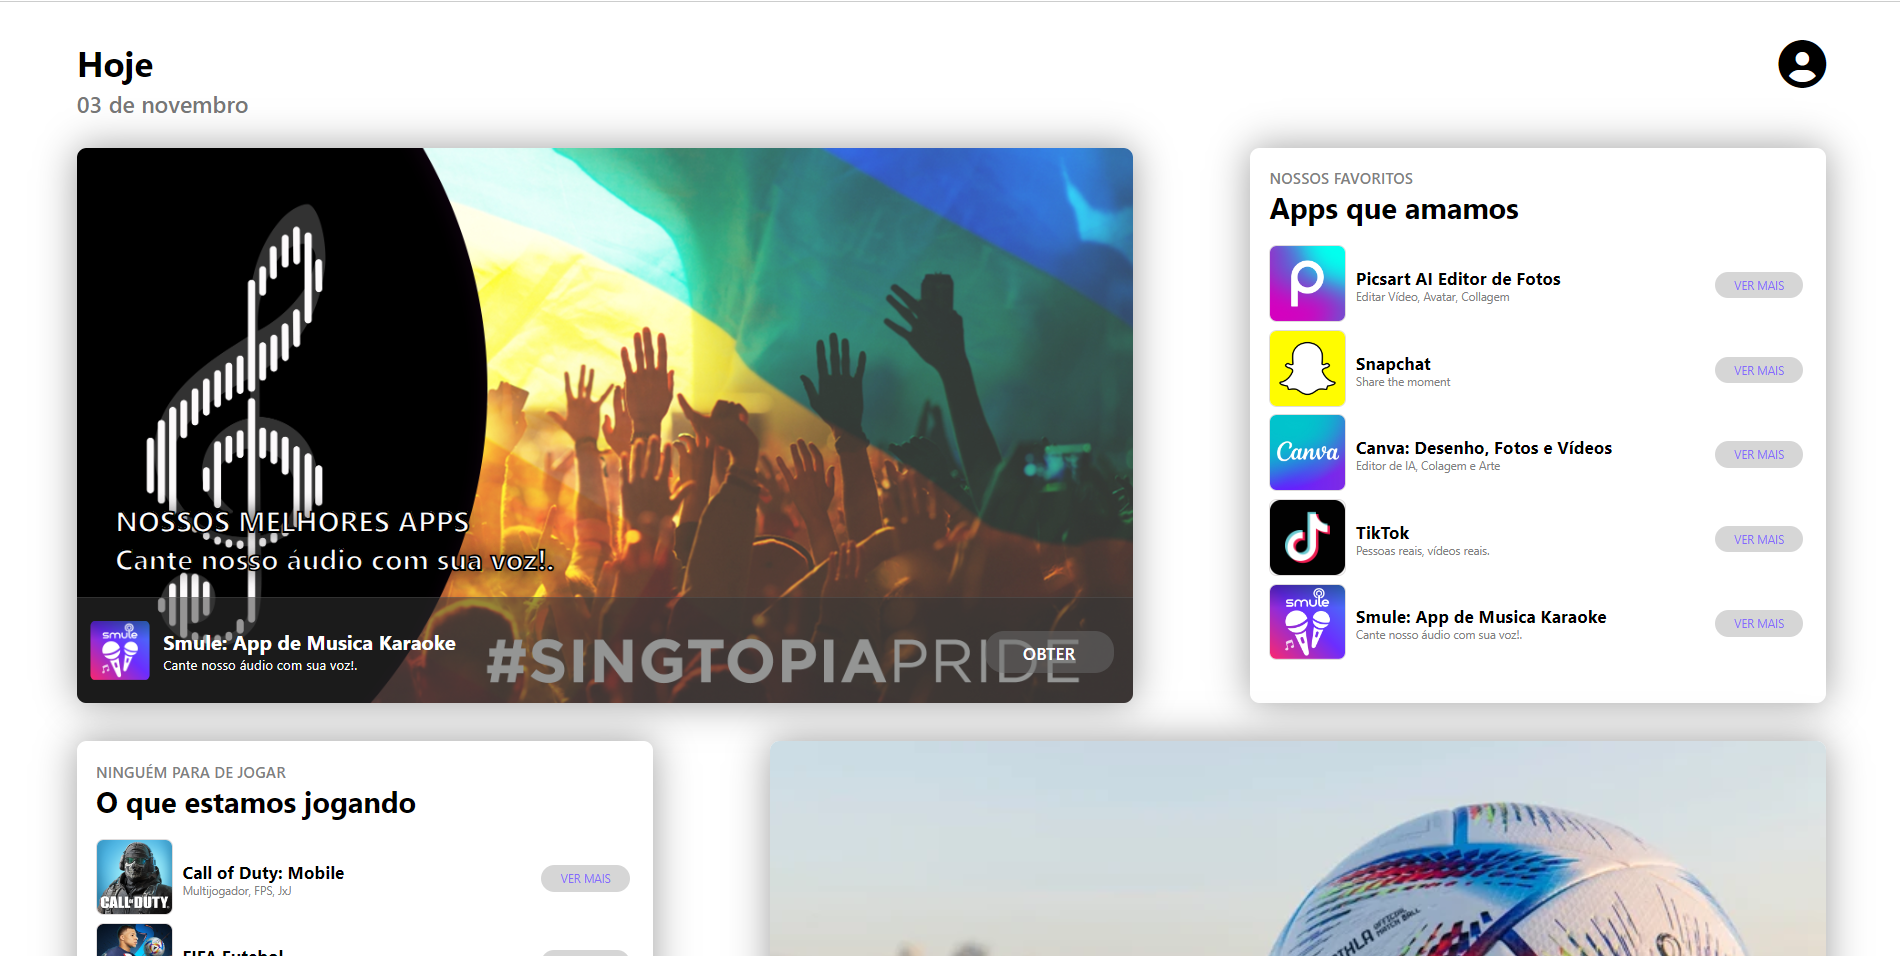 Hoje
03 de novembro
NOSSOS MELHORES APPS
Cante nosso áudio com sua voz!.
smule
Smule: App de Musica Karaoke
Cante nosso áudio com sua voz!.
#SINGTOPIAPRIDE
OBTER
NOSSOS FAVORITOS
Apps que amamos
Picsart AI Editor de Fotos
Editar Vídeo, Avatar, Collagem
VER MAIS
Snapchat
Share the moment
VER MAIS
Canva
Canva: Desenho, Fotos e Vídeos
Editor de IA, Colagem e Arte
VER MAIS
TikTok
Pessoas reais, vídeos reais.
VER MAIS
smule
Smule: App de Musica Karaoke
Cante nosso áudio com sua voz!.
VER MAIS
NINGUÉM PARA DE JOGAR
O que estamos jogando
CALL OF DUTY
Call of Duty: Mobile
Multijogador, FPS, JxJ
VER MAIS
FIFA Futebol
OFFICIAL
MATCH BALL